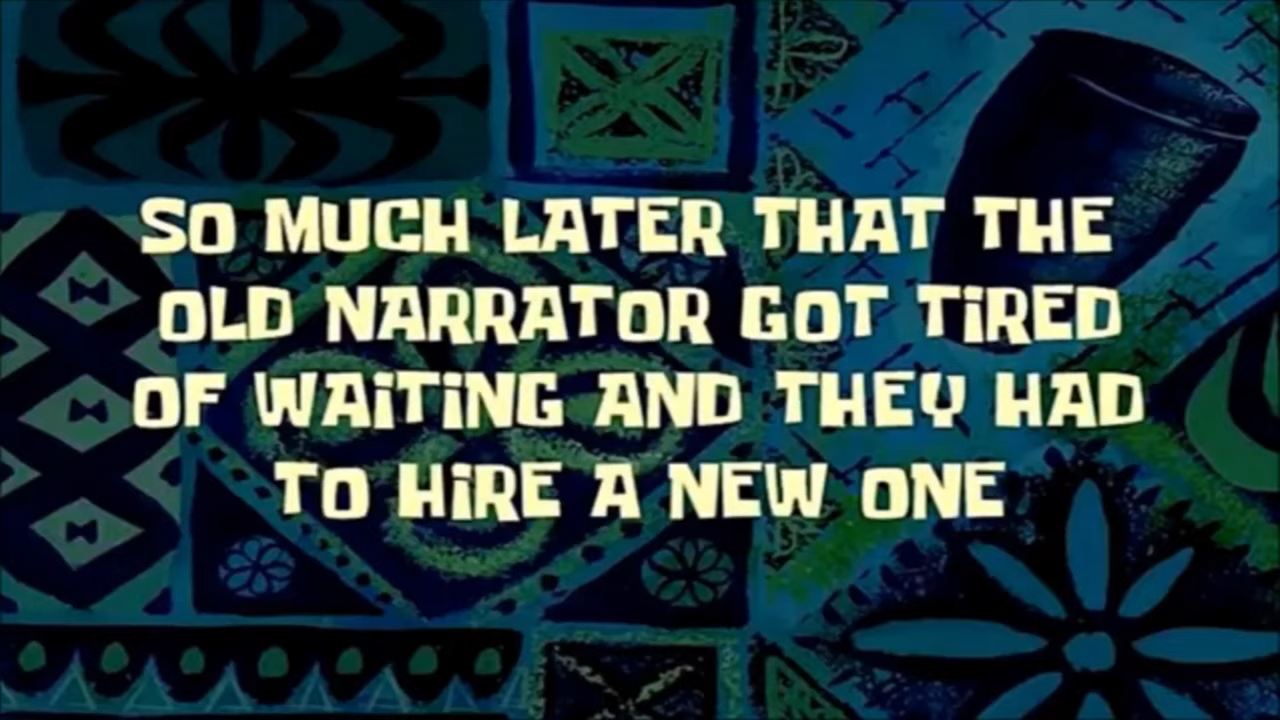 SO MUCH LATER THAT THE
OLD NARRATOR GOT TiRED
OF WAiTiNG AND THEY HAD
TO HiRE A NEW ONE